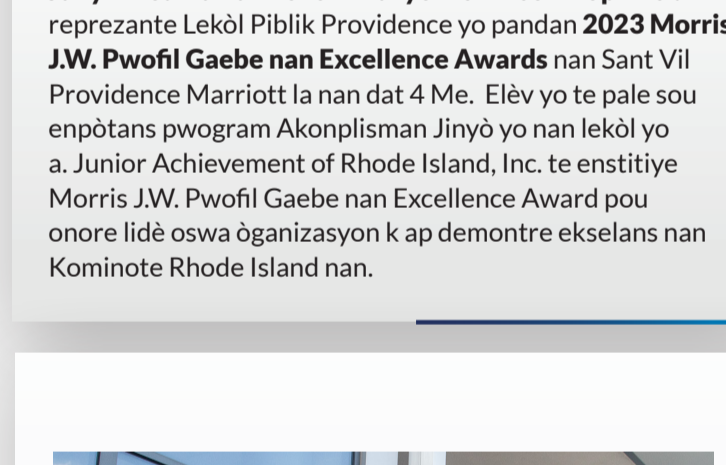 reprezante Lekòl Piblik Providence yo pandan 2023 Morris
J.W. Pwofil Gaebe nan Excellence Awards nan Sant Vil
Providence Marriott la nan dat 4 Me. Elèv yo te pale sou
enpòtans pwogram Akonplisman Jinyò yo nan lekòl yo
a. Junior Achievement of Rhode Island, Inc. te enstitiye
Morris J.W. Pwofil Gaebe nan Excellence Award pou
onore lidè oswa òganizasyon k ap demontre ekselans nan
Kominote Rhode Island nan.